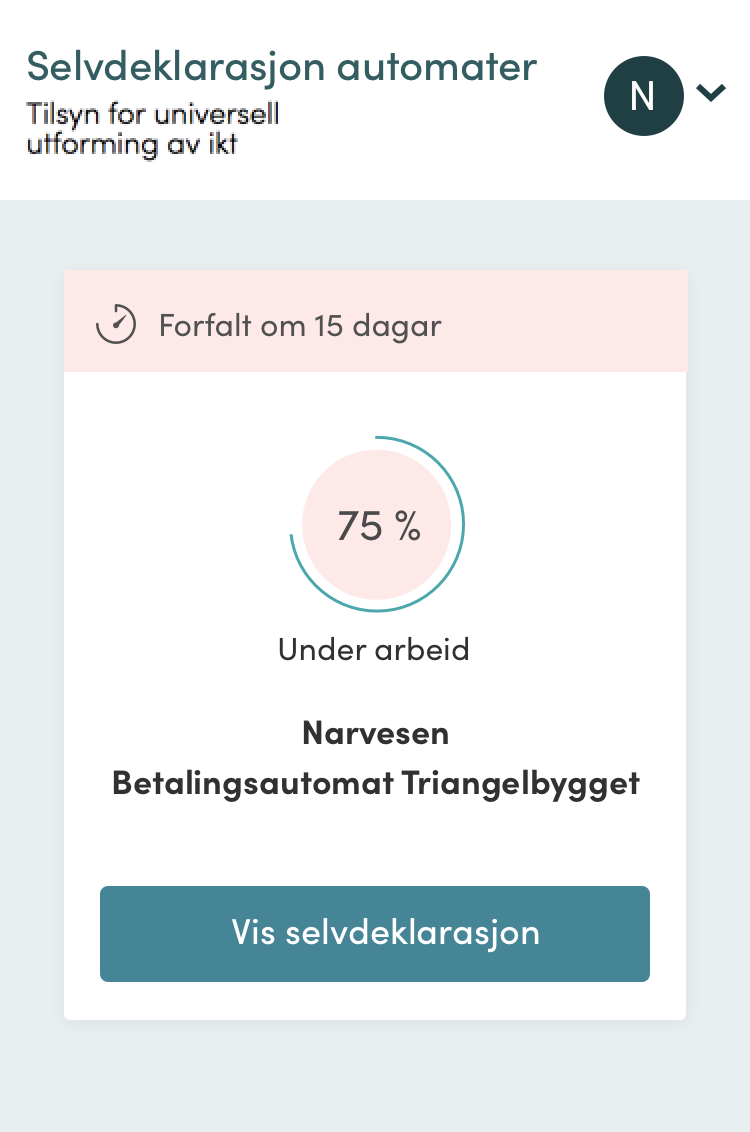 Selvdeklarasjon automater
Tilsyn for universell
utforming av ikt
N
Forfalt om 15 dagar
75 %
Under arbeid
Narvesen
Betalingsautomat Triangelbygget
Vis selvdeklarasjon